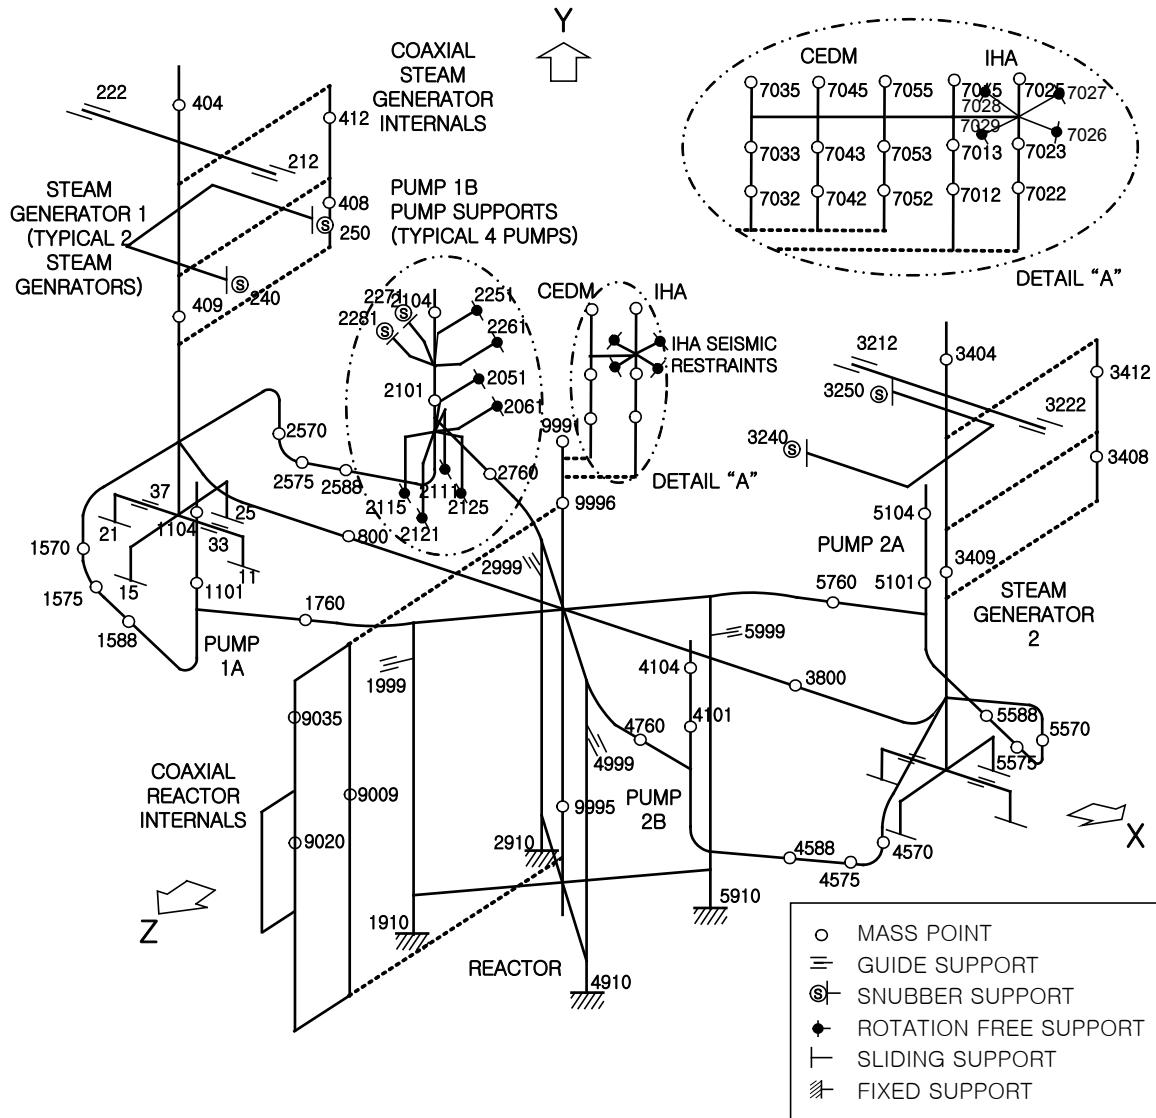 Y
COAXIAL
STEAM
GENERATOR
INTERNALS
222
404
412
212
STEAM
GENERATOR 1
(TYPICAL 2
STEAM
GENRATORS)
PUMP 1B
PUMP SUPPORTS
(TYPICAL 4 PUMPS)
408
S
250
S
240
409
CEDM
IHA
7035
7045
7055
7015
7025
7027
7028
7029
7026
7033
7043
7053
7013
7023
7032
7042
7052
7012
7022
DETAIL “A”
2271
2104
2251
S
2281
S
2261
2101
2051
2061
CEDM
IHA
IHA SEISMIC
RESTRAINTS
999
DETAIL “A”
9996
3212
3404
3412
3250
S
3222
3240
S
3408
2570
2575
2588
2760
2111
2115
2125
2121
37
25
21
1104
33
11
15
1570
1575
1588
1101
800
2999
1760
PUMP
1A
5104
PUMP 2A
5101
3409
5760
STEAM
GENERATOR
2
5999
1999
4104
3800
4101
4760
4999
5588
5570
5575
9035
COAXIAL
REACTOR
INTERNALS
9009
9020
9995
PUMP
2B
2910
4588
4575
4570
X
Z
1910
5910
REACTOR
4910
MASS POINT
GUIDE SUPPORT
S
SNUBBER SUPPORT
ROTATION FREE SUPPORT
SLIDING SUPPORT
FIXED SUPPORT